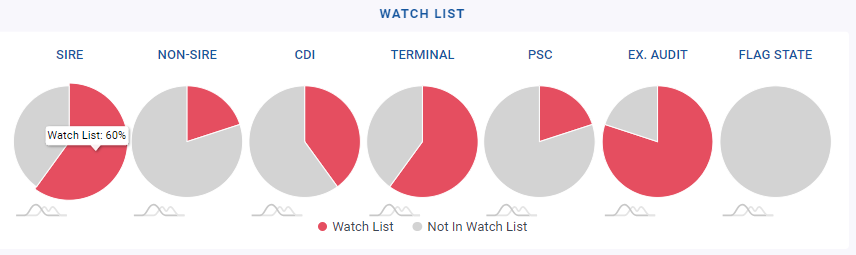 WATCH LIST
SIRE NON-SIRE CDI TERMINAL PSC EX. AUDIT FLAG STATE
Watch List: 60%
Watch List Not In Watch List